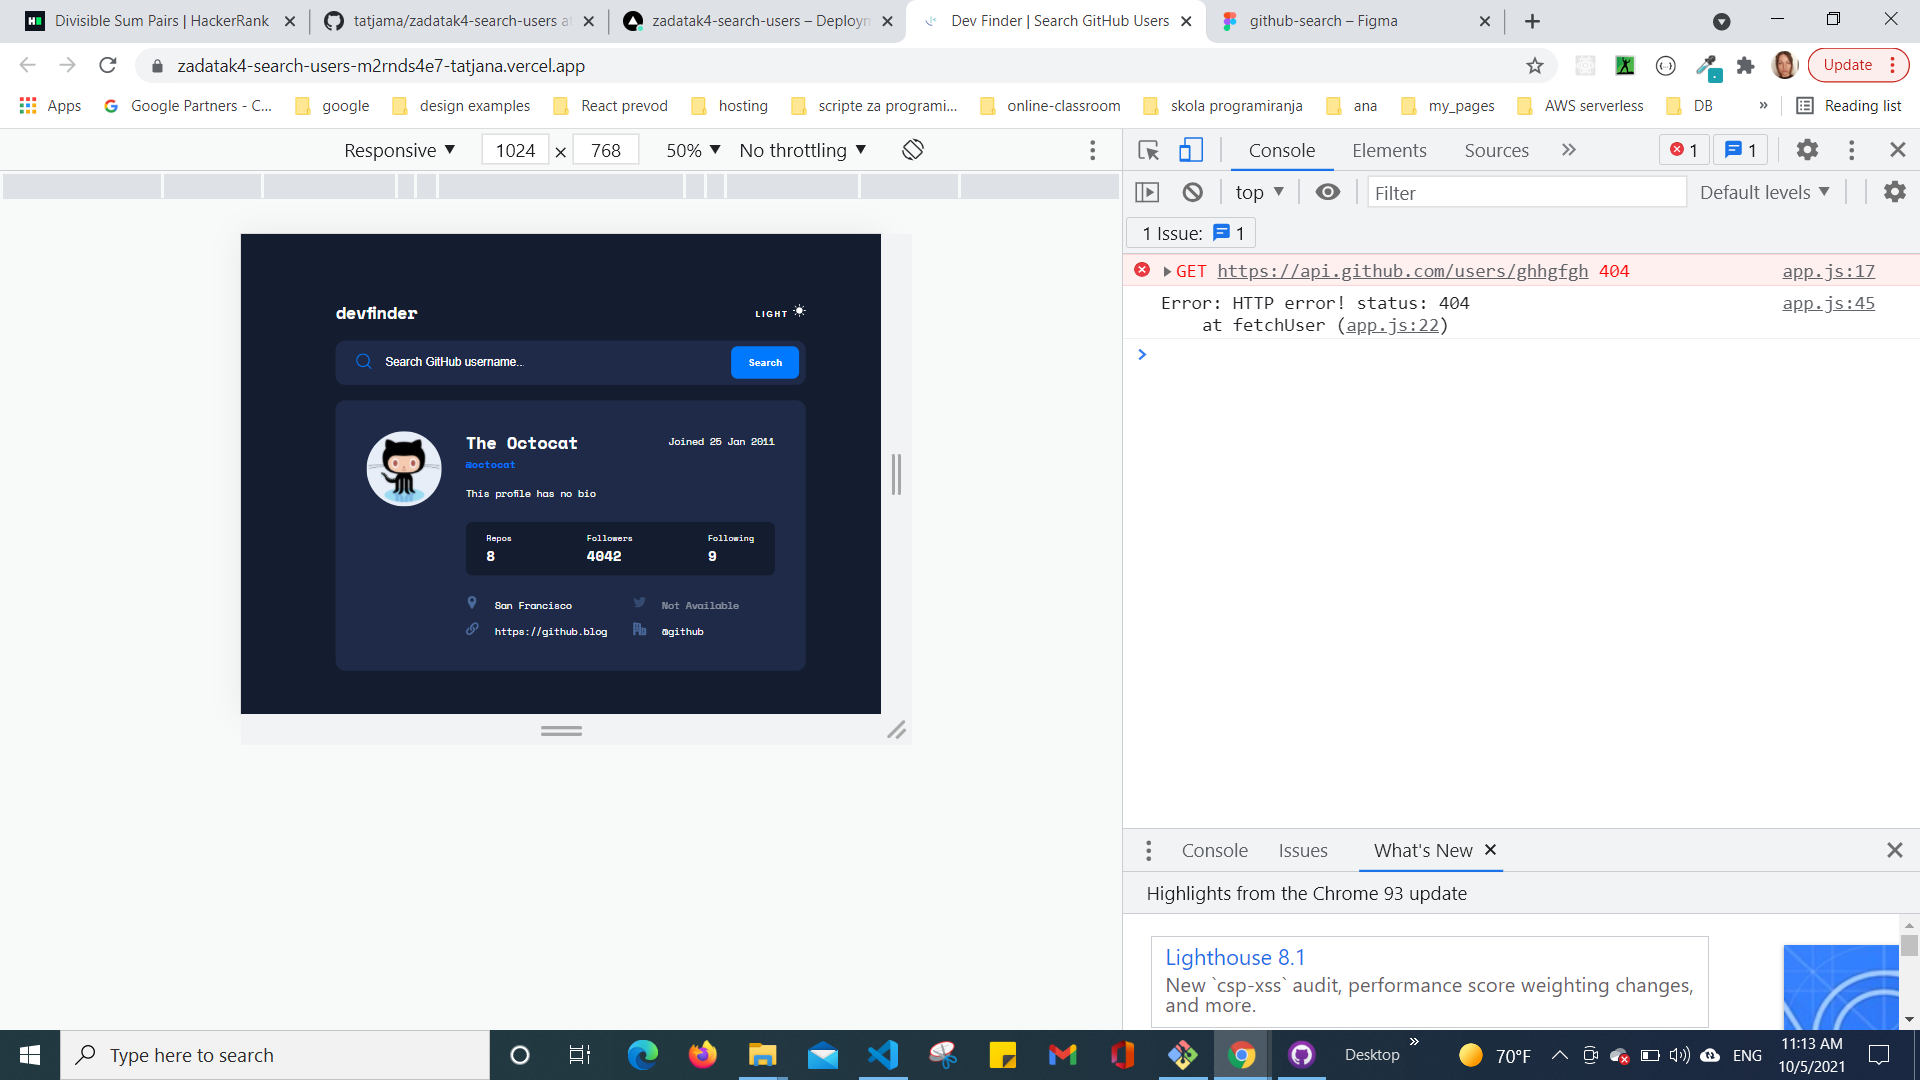 Divisible Sum Pairs | HackerRank
tatjama/zadatak4-search-users at
zadatak4-search-users – Deploym
Dev Finder | Search GitHub Users
github-search – Figma
zadatak4-search-users-m2rnds4e7-tatjana.vercel.app
Update
Apps
Google Partners - C...
google
design examples
React prevod
hosting
scripte za programi...
online-classroom
skola programiranja
ana
my_pages
AWS serverless
DB
»
Reading list
Responsive
1024 × 768
50%
No throttling
Console
Elements
Sources
1
1
top
Filter
Default levels
1 Issue: 1
GET https://api.github.com/users/ghhgfgh 404
app.js:17
Error: HTTP error! status: 404
app.js:45
at fetchUser (app.js:22)
devfinder
LIGHT
Search GitHub username...
Search
The Octocat
Joined 25 Jan 2011
@octocat
This profile has no bio
Repos
Followers
Following
8
4042
9
San Francisco
Not Available
https://github.blog
@github
Console
Issues
What's New
Highlights from the Chrome 93 update
Lighthouse 8.1
New `csp-xss` audit, performance score weighting changes,
and more.
Type here to search
Desktop
70°F
ENG
11:13 AM
10/5/2021